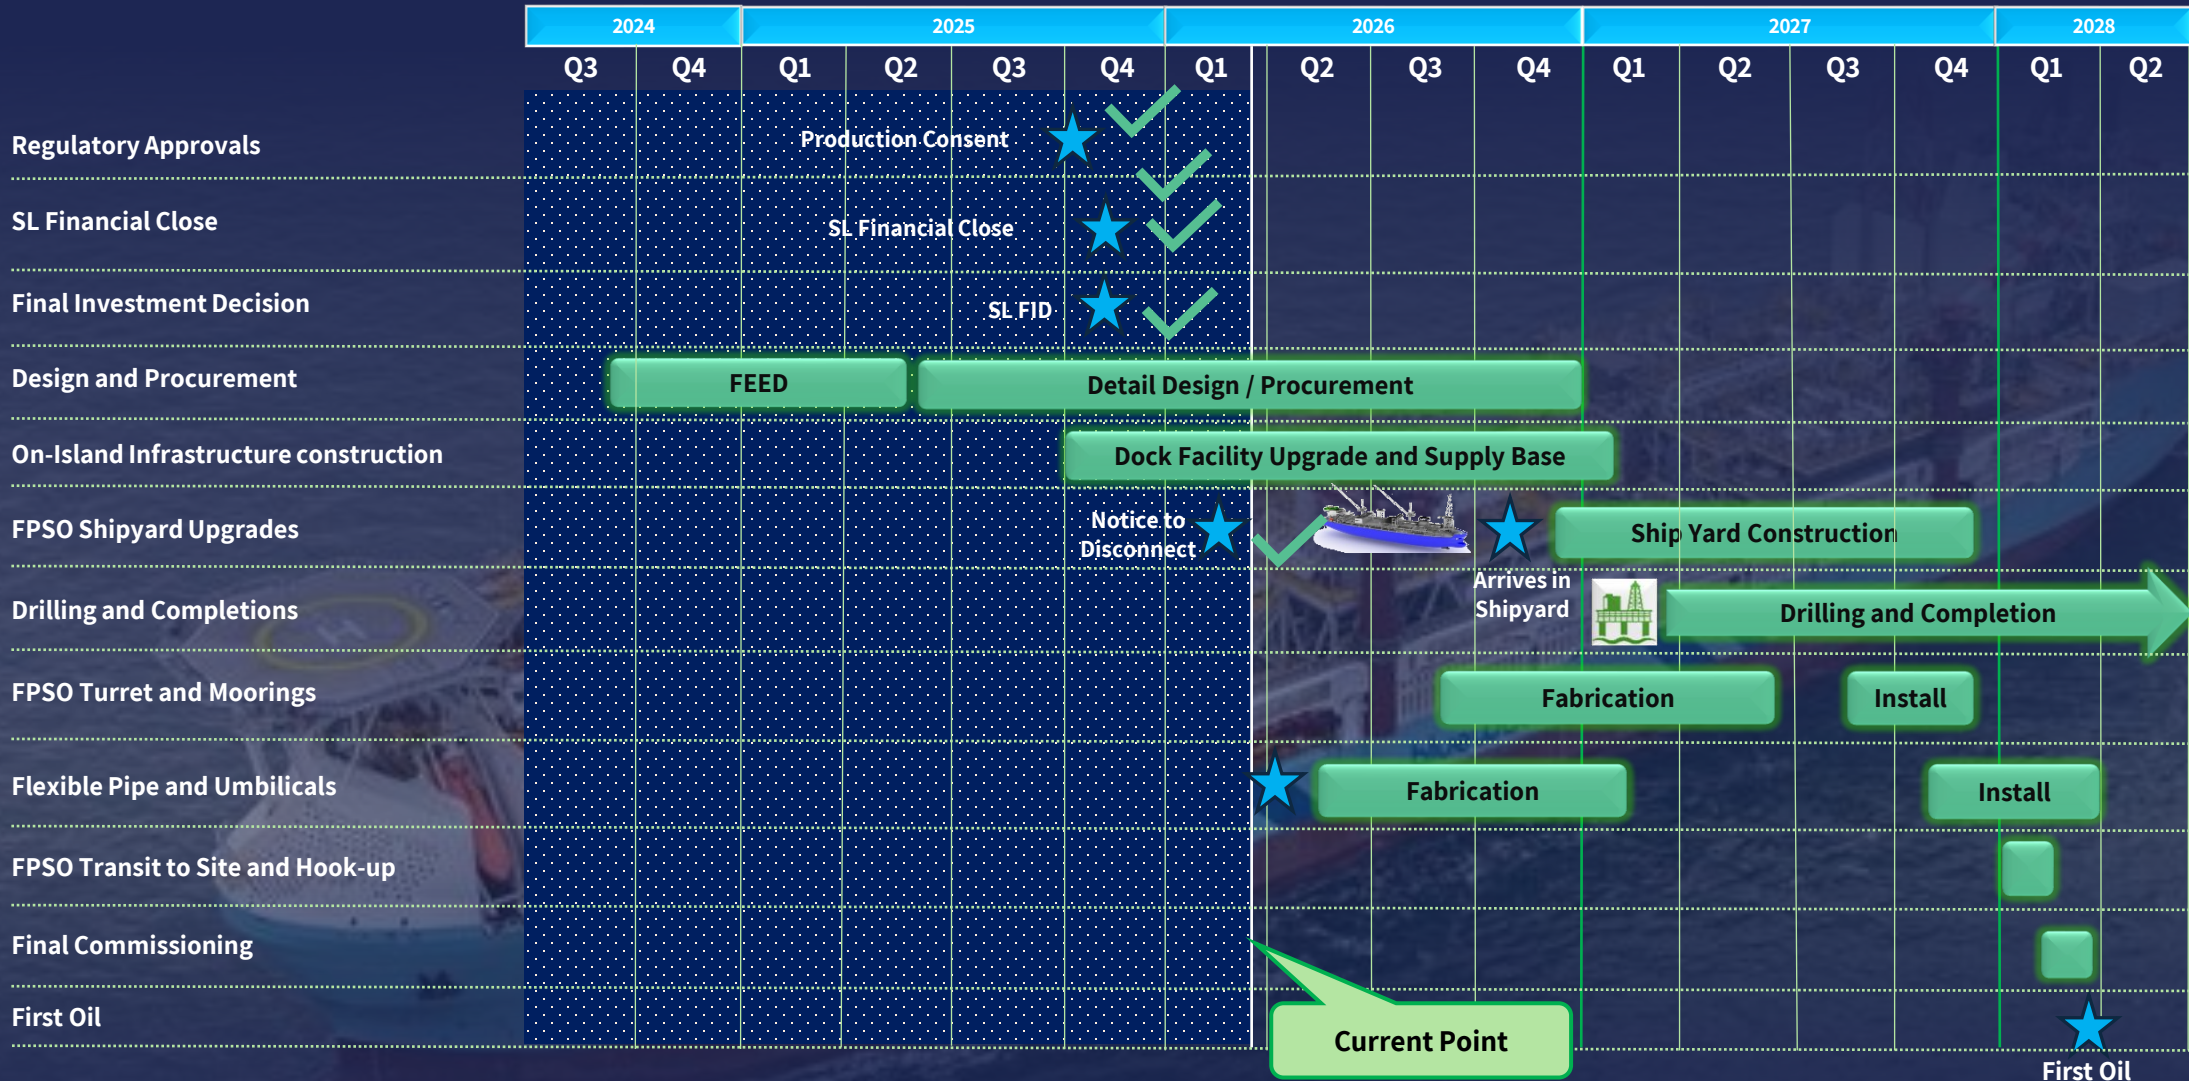 2024 2025 2026 2027 2028
Q3 Q4 Q1 Q2 Q3 Q4 Q1 Q2 Q3 Q4 Q1 Q2 Q3 Q4 Q1 Q2
Regulatory Approvals
Production Consent
SL Financial Close
SL Financial Close
Final Investment Decision
SL FID
Design and Procurement
FEED
Detail Design / Procurement
On-Island Infrastructure construction
Dock Facility Upgrade and Supply Base
FPSO Shipyard Upgrades
Notice to
Disconnect
Arrives in
Shipyard
Ship Yard Construction
Drilling and Completions
Drilling and Completion
FPSO Turret and Moorings
Fabrication
Install
Flexible Pipe and Umbilicals
Fabrication
Install
FPSO Transit to Site and Hook-up
Final Commissioning
Current Point
First Oil
First Oil